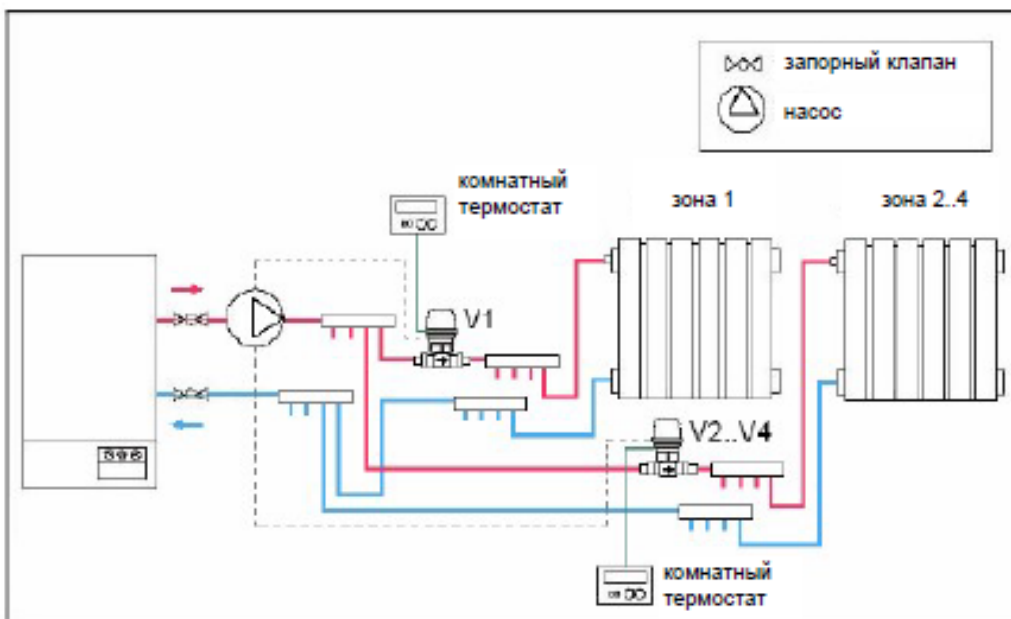 запорный клапан
насос
комнатный
термостат
зона 1
зона 2..4
V1
V2..V4
комнатный
термостат